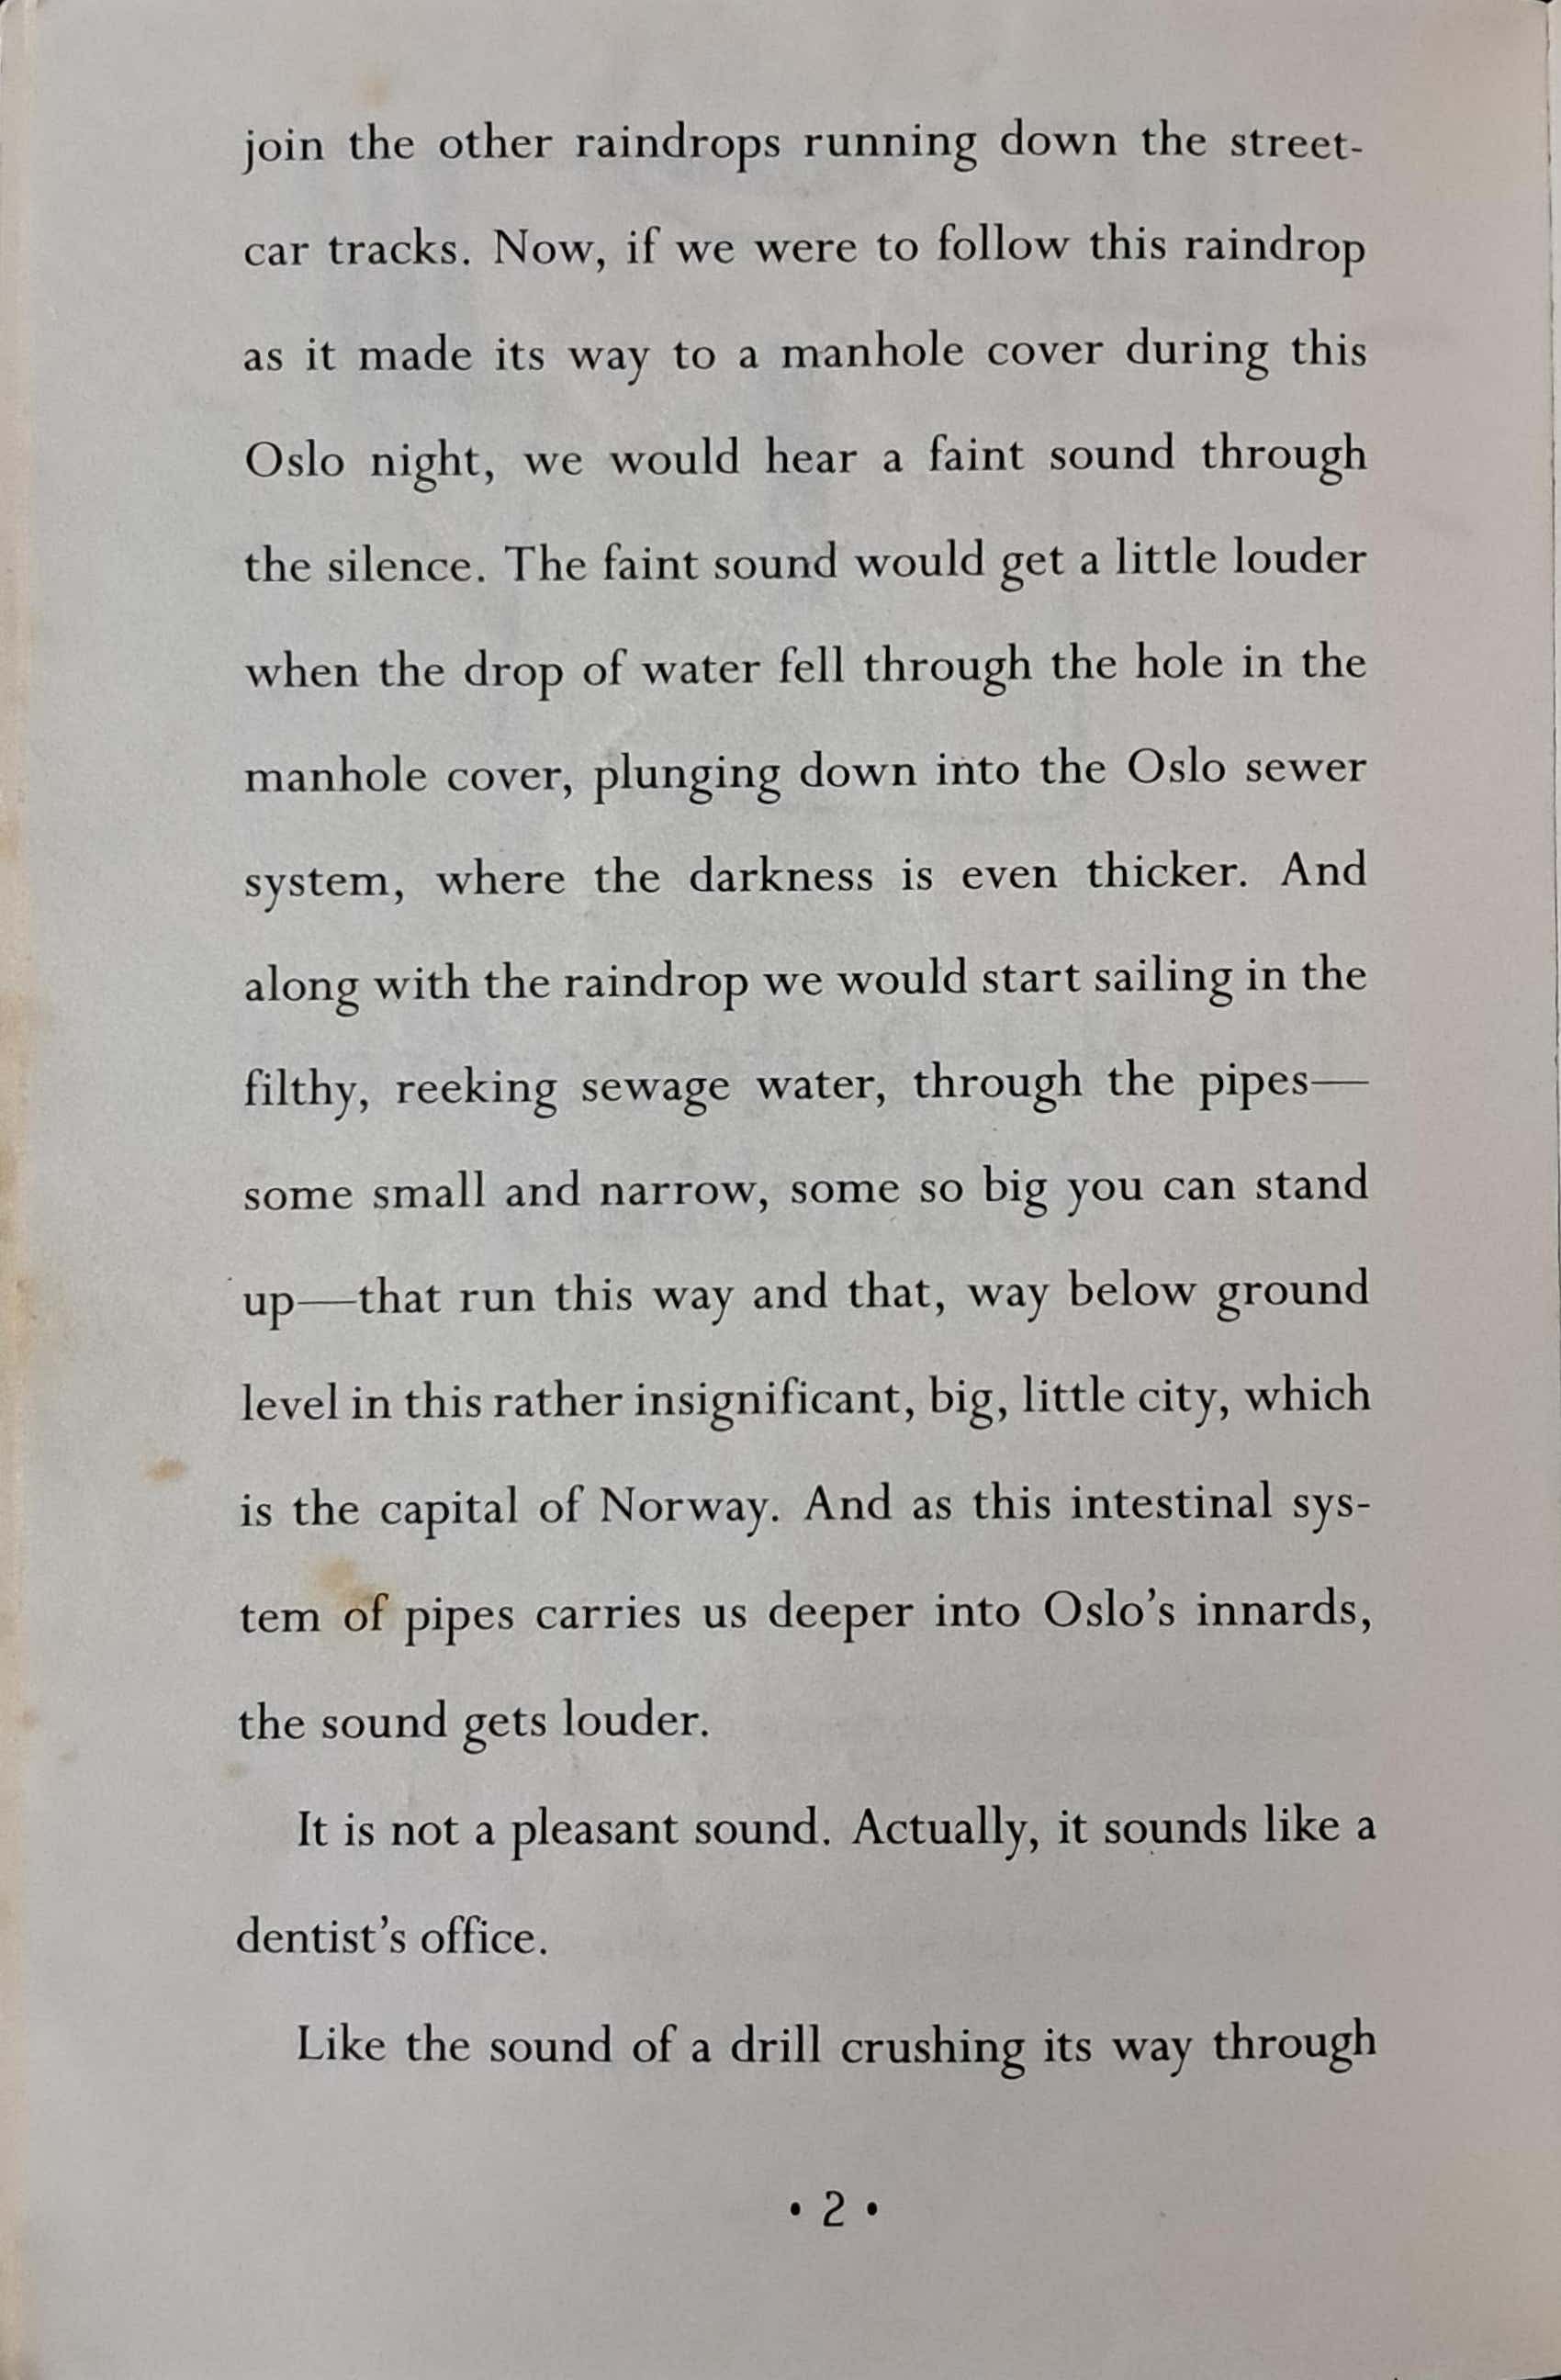 join the other raindrops running down the street-
car tracks. Now, if we were to follow this raindrop
as it made its way to a manhole cover during this
Oslo night, we would hear a faint sound through
the silence. The faint sound would get a little louder
when the drop of water fell through the hole in the
manhole cover, plunging down into the Oslo sewer
system, where the darkness is even thicker. And
along with the raindrop we would start sailing in the
filthy, reeking sewage water, through the pipes—
some small and narrow, some so big you can stand
up—that run this way and that, way below ground
level in this rather insignificant, big, little city, which
is the capital of Norway. And as this intestinal sys-
tem of pipes carries us deeper into Oslo’s innards,
the sound gets louder.
It is not a pleasant sound. Actually, it sounds like a
dentist’s office.
Like the sound of a drill crushing its way through
• 2 •